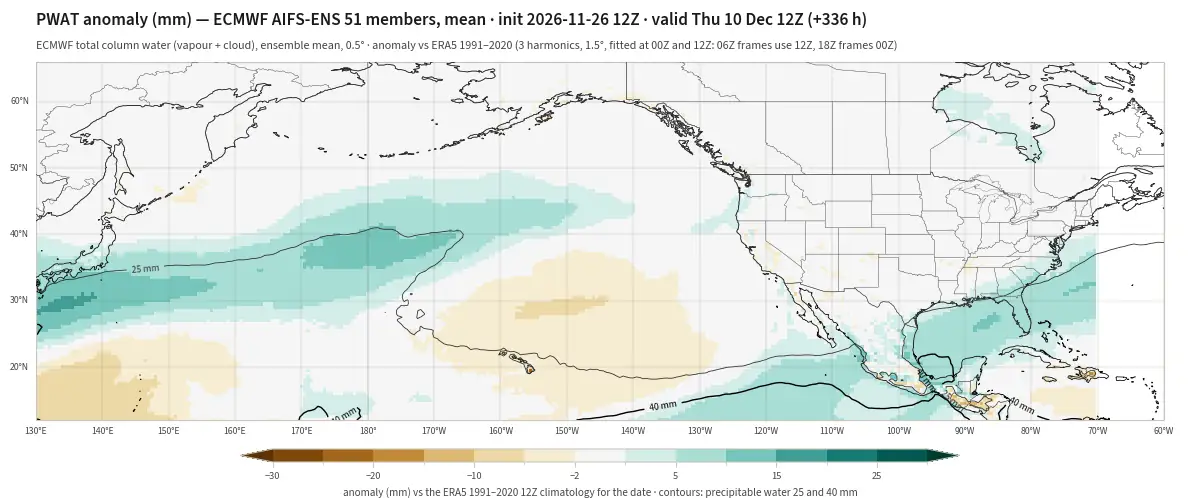 PWAT anomaly (mm) — ECMWF AIFS-ENS 51 members, mean · init 2026-11-26 12Z · valid Thu 10 Dec 12Z (+336 h)
ECMWF total column water (vapour + cloud), ensemble mean, 0.5° · anomaly vs ERA5 1991–2020 (3 harmonics, 1.5°, fitted at 00Z and 12Z: 06Z frames use 12Z, 18Z frames 00Z)
60°N
50°N
40°N
30°N
20°N
25 mm
40 mm
mm
40 mm
130°E 140°E 150°E 160°E 170°E 180° 170°W 160°W 150°W 140°W 130°W 120°W 110°W 100°W 90°W 80°W 70°W 60°W
−30 −20 −10 −2 5 15 25
anomaly (mm) vs the ERA5 1991–2020 12Z climatology for the date · contours: precipitable water 25 and 40 mm